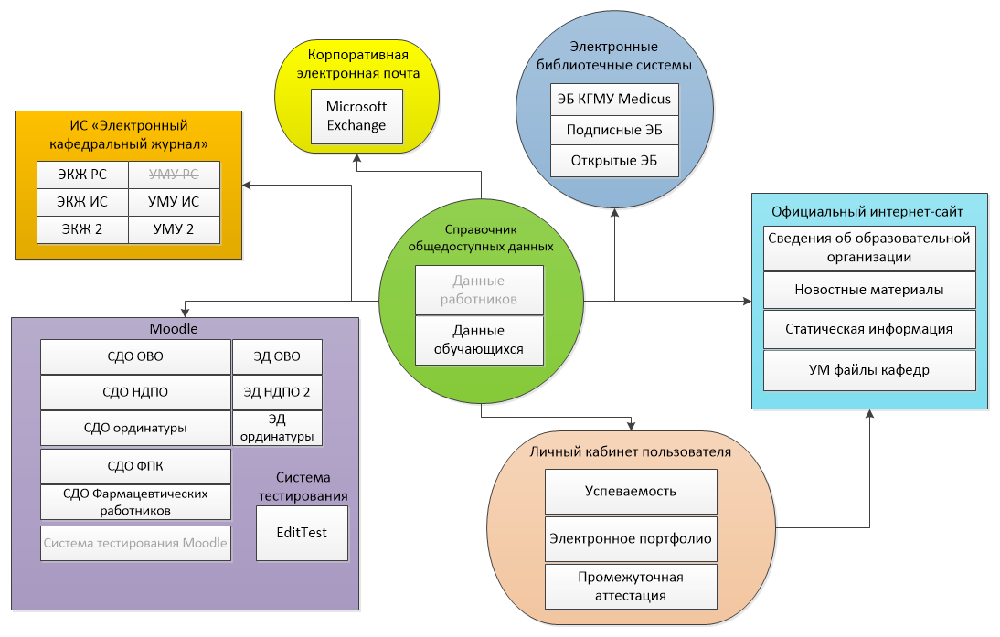 Корпоративная
электронная почта
Microsoft
Exchange
Электронные
библиотечные системы
ЭБ КГМУ Medicus
Подписные ЭБ
Открытые ЭБ
ИС «Электронный
кафедральный журнал»
ЭКЖ РС
УМУ РС
ЭКЖ ИС
УМУ ИС
ЭКЖ 2
УМУ 2
Справочник
общедоступных данных
Данные
работников
Данные
обучающихся
Официальный интернет-сайт
Сведения об образовательной
организации
Новостные материалы
Статическая информация
УМ файлы кафедр
Moodle
СДО ОВО
ЭД ОВО
СДО НДПО
ЭД НДПО 2
СДО ординатуры
ЭД
ординатуры
СДО ФПК
СДО Фармацевтических
работников
Система тестирования Moodle
Система
тестирования
EditTest
Личный кабинет пользователя
Успеваемость
Электронное портфолио
Промежуточная
аттестация